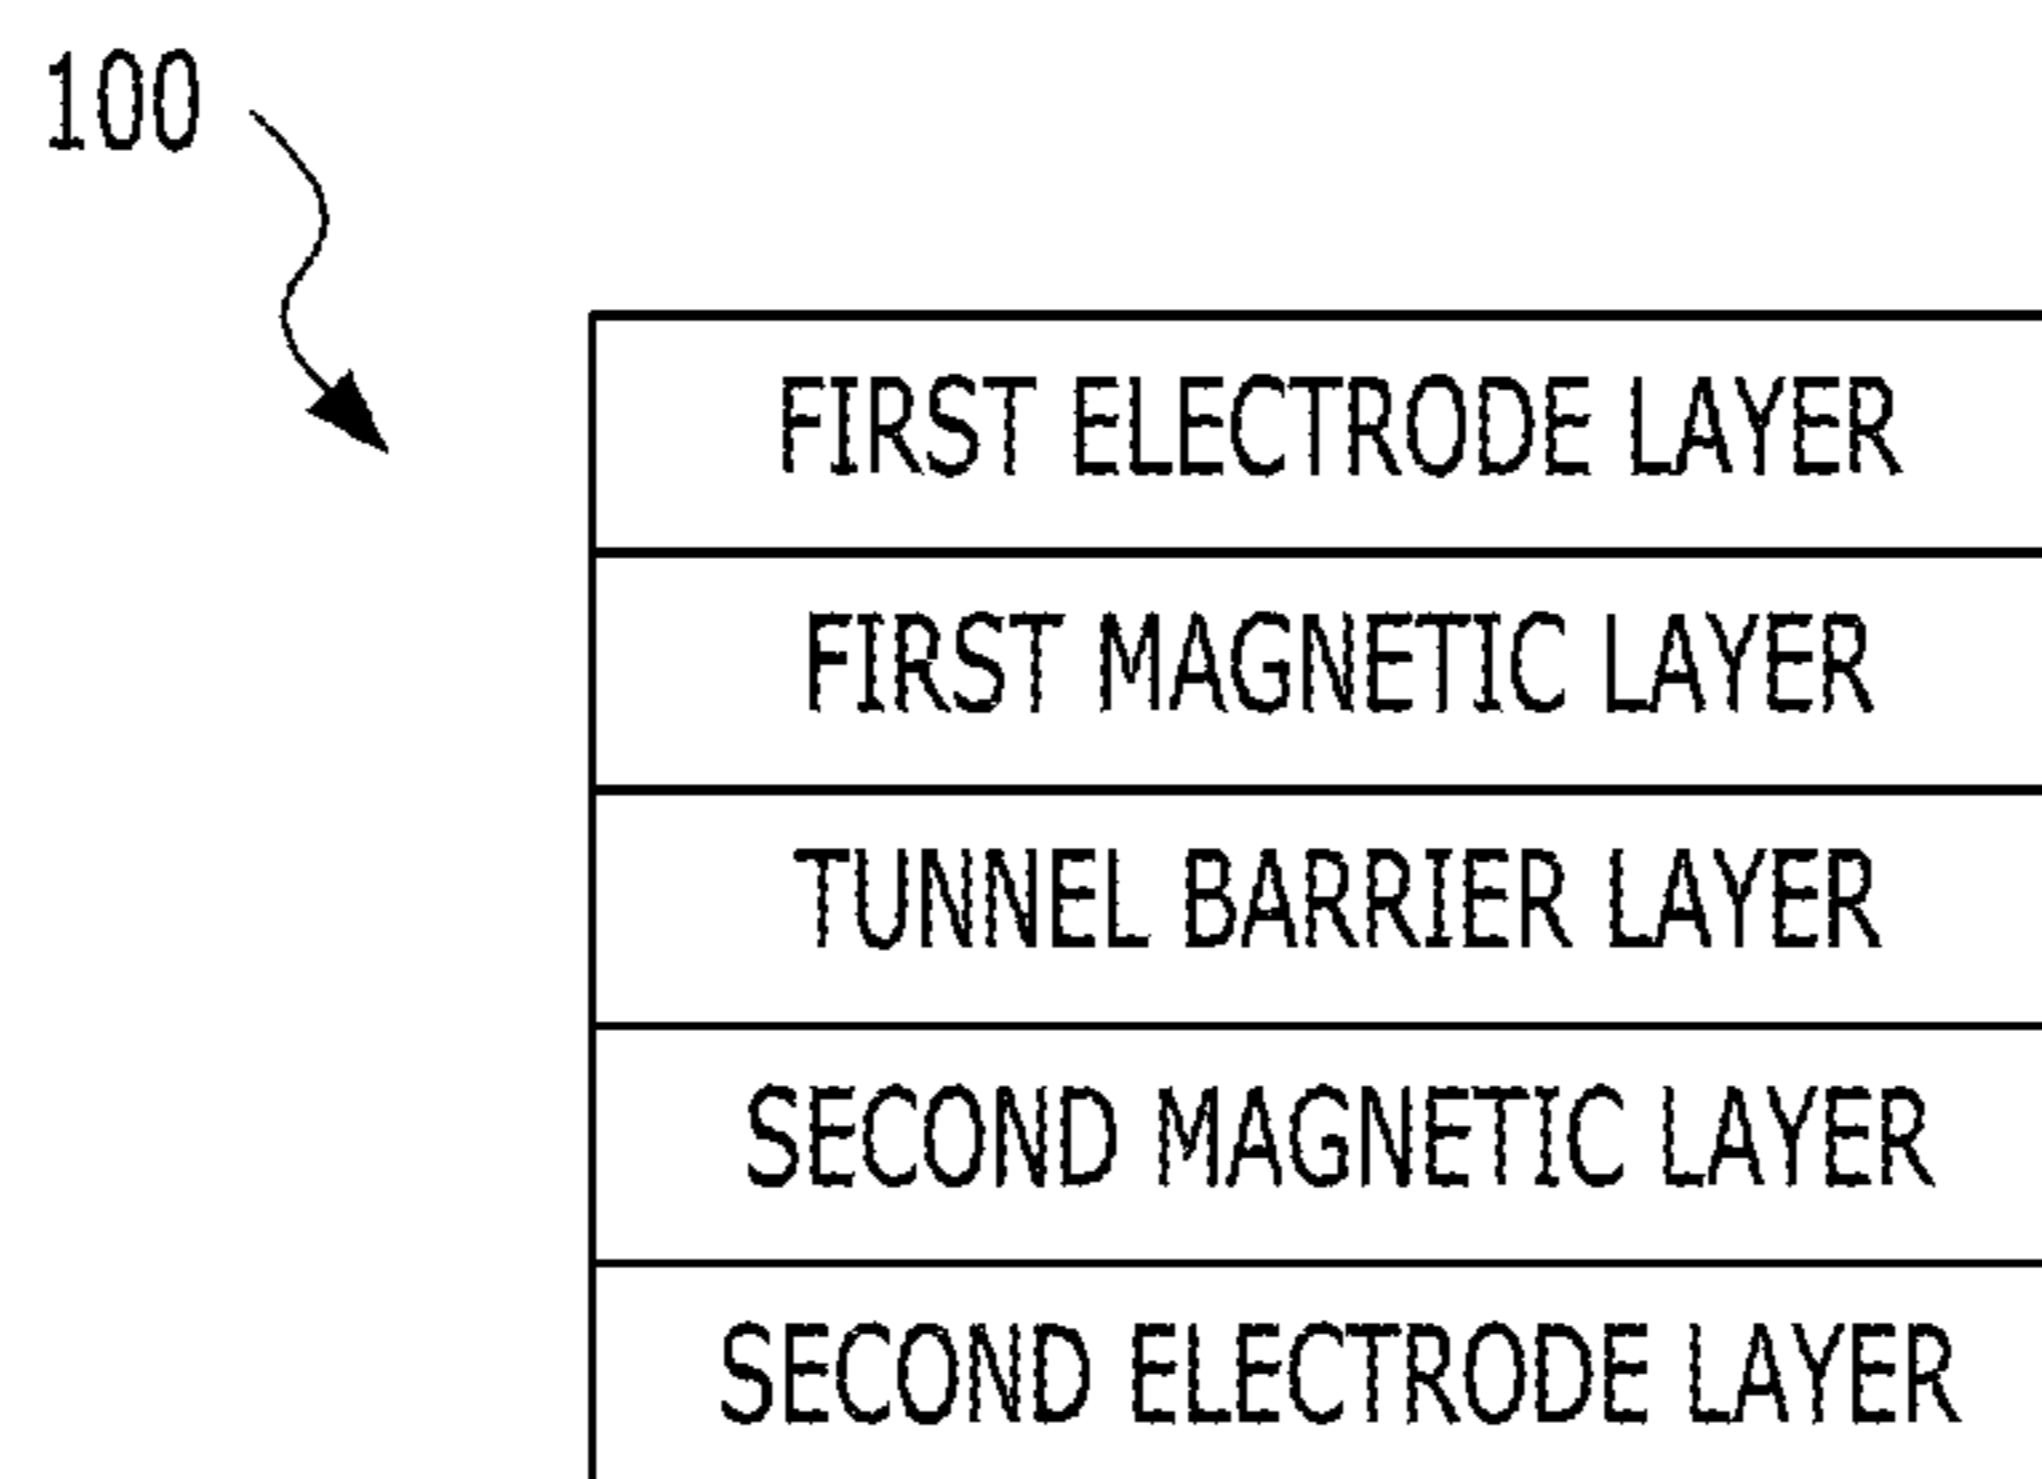 100
FIRST ELECTRODE LAYER
FIRST MAGNETIC LAYER
TUNNEL BARRIER LAYER
SECOND MAGNETIC LAYER
SECOND ELECTRODE LAYER